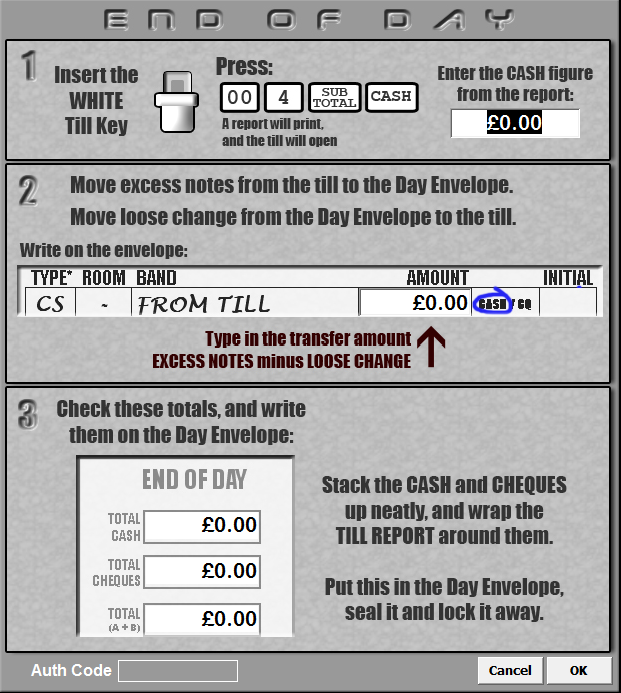 END OF DAY
1
Insert the
WHITE
Till Key
Press:
00 4 SUB TOTAL CASH
A report will print,
and the till will open
Enter the CASH figure
from the report:
£0.00
2
Move excess notes from the till to the Day Envelope.
Move loose change from the Day Envelope to the till.
Write on the envelope:
TYPE* ROOM BAND AMOUNT INITIAL
CS - FROM TILL £0.00 CASH / CQ
Type in the transfer amount
EXCESS NOTES minus LOOSE CHANGE
3
Check these totals, and write
them on the Day Envelope:
END OF DAY
TOTAL
CASH
£0.00
TOTAL
CHEQUES
£0.00
TOTAL
(A + B)
£0.00
Stack the CASH and CHEQUES
up neatly, and wrap the
TILL REPORT around them.
Put this in the Day Envelope,
seal it and lock it away.
Auth Code
Cancel
OK